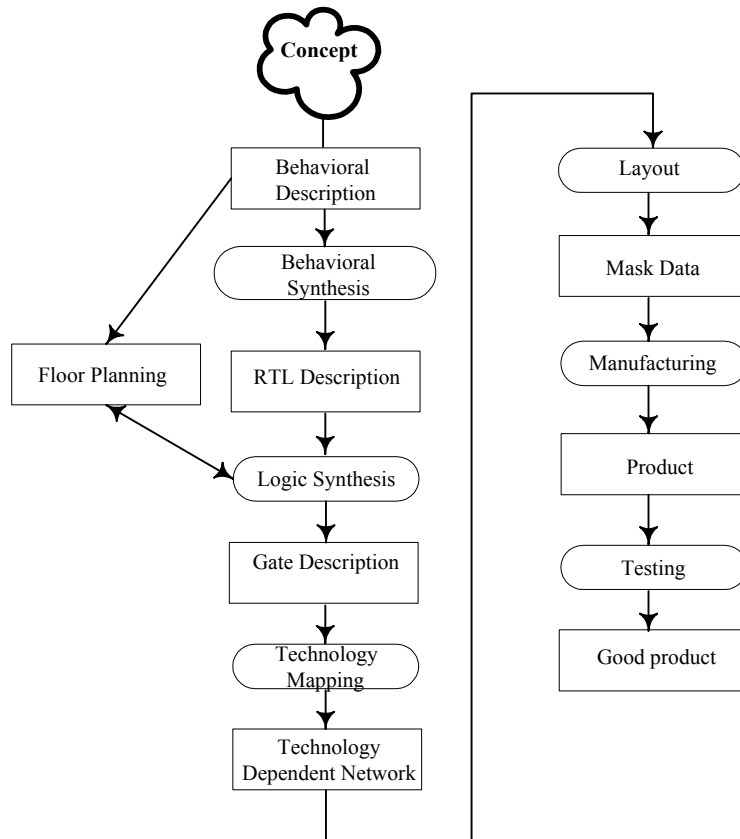 Concept
Behavioral
Description
Behavioral
Synthesis
Floor Planning
RTL Description
Logic Synthesis
Gate Description
Technology
Mapping
Technology
Dependent Network
Layout
Mask Data
Manufacturing
Product
Testing
Good product